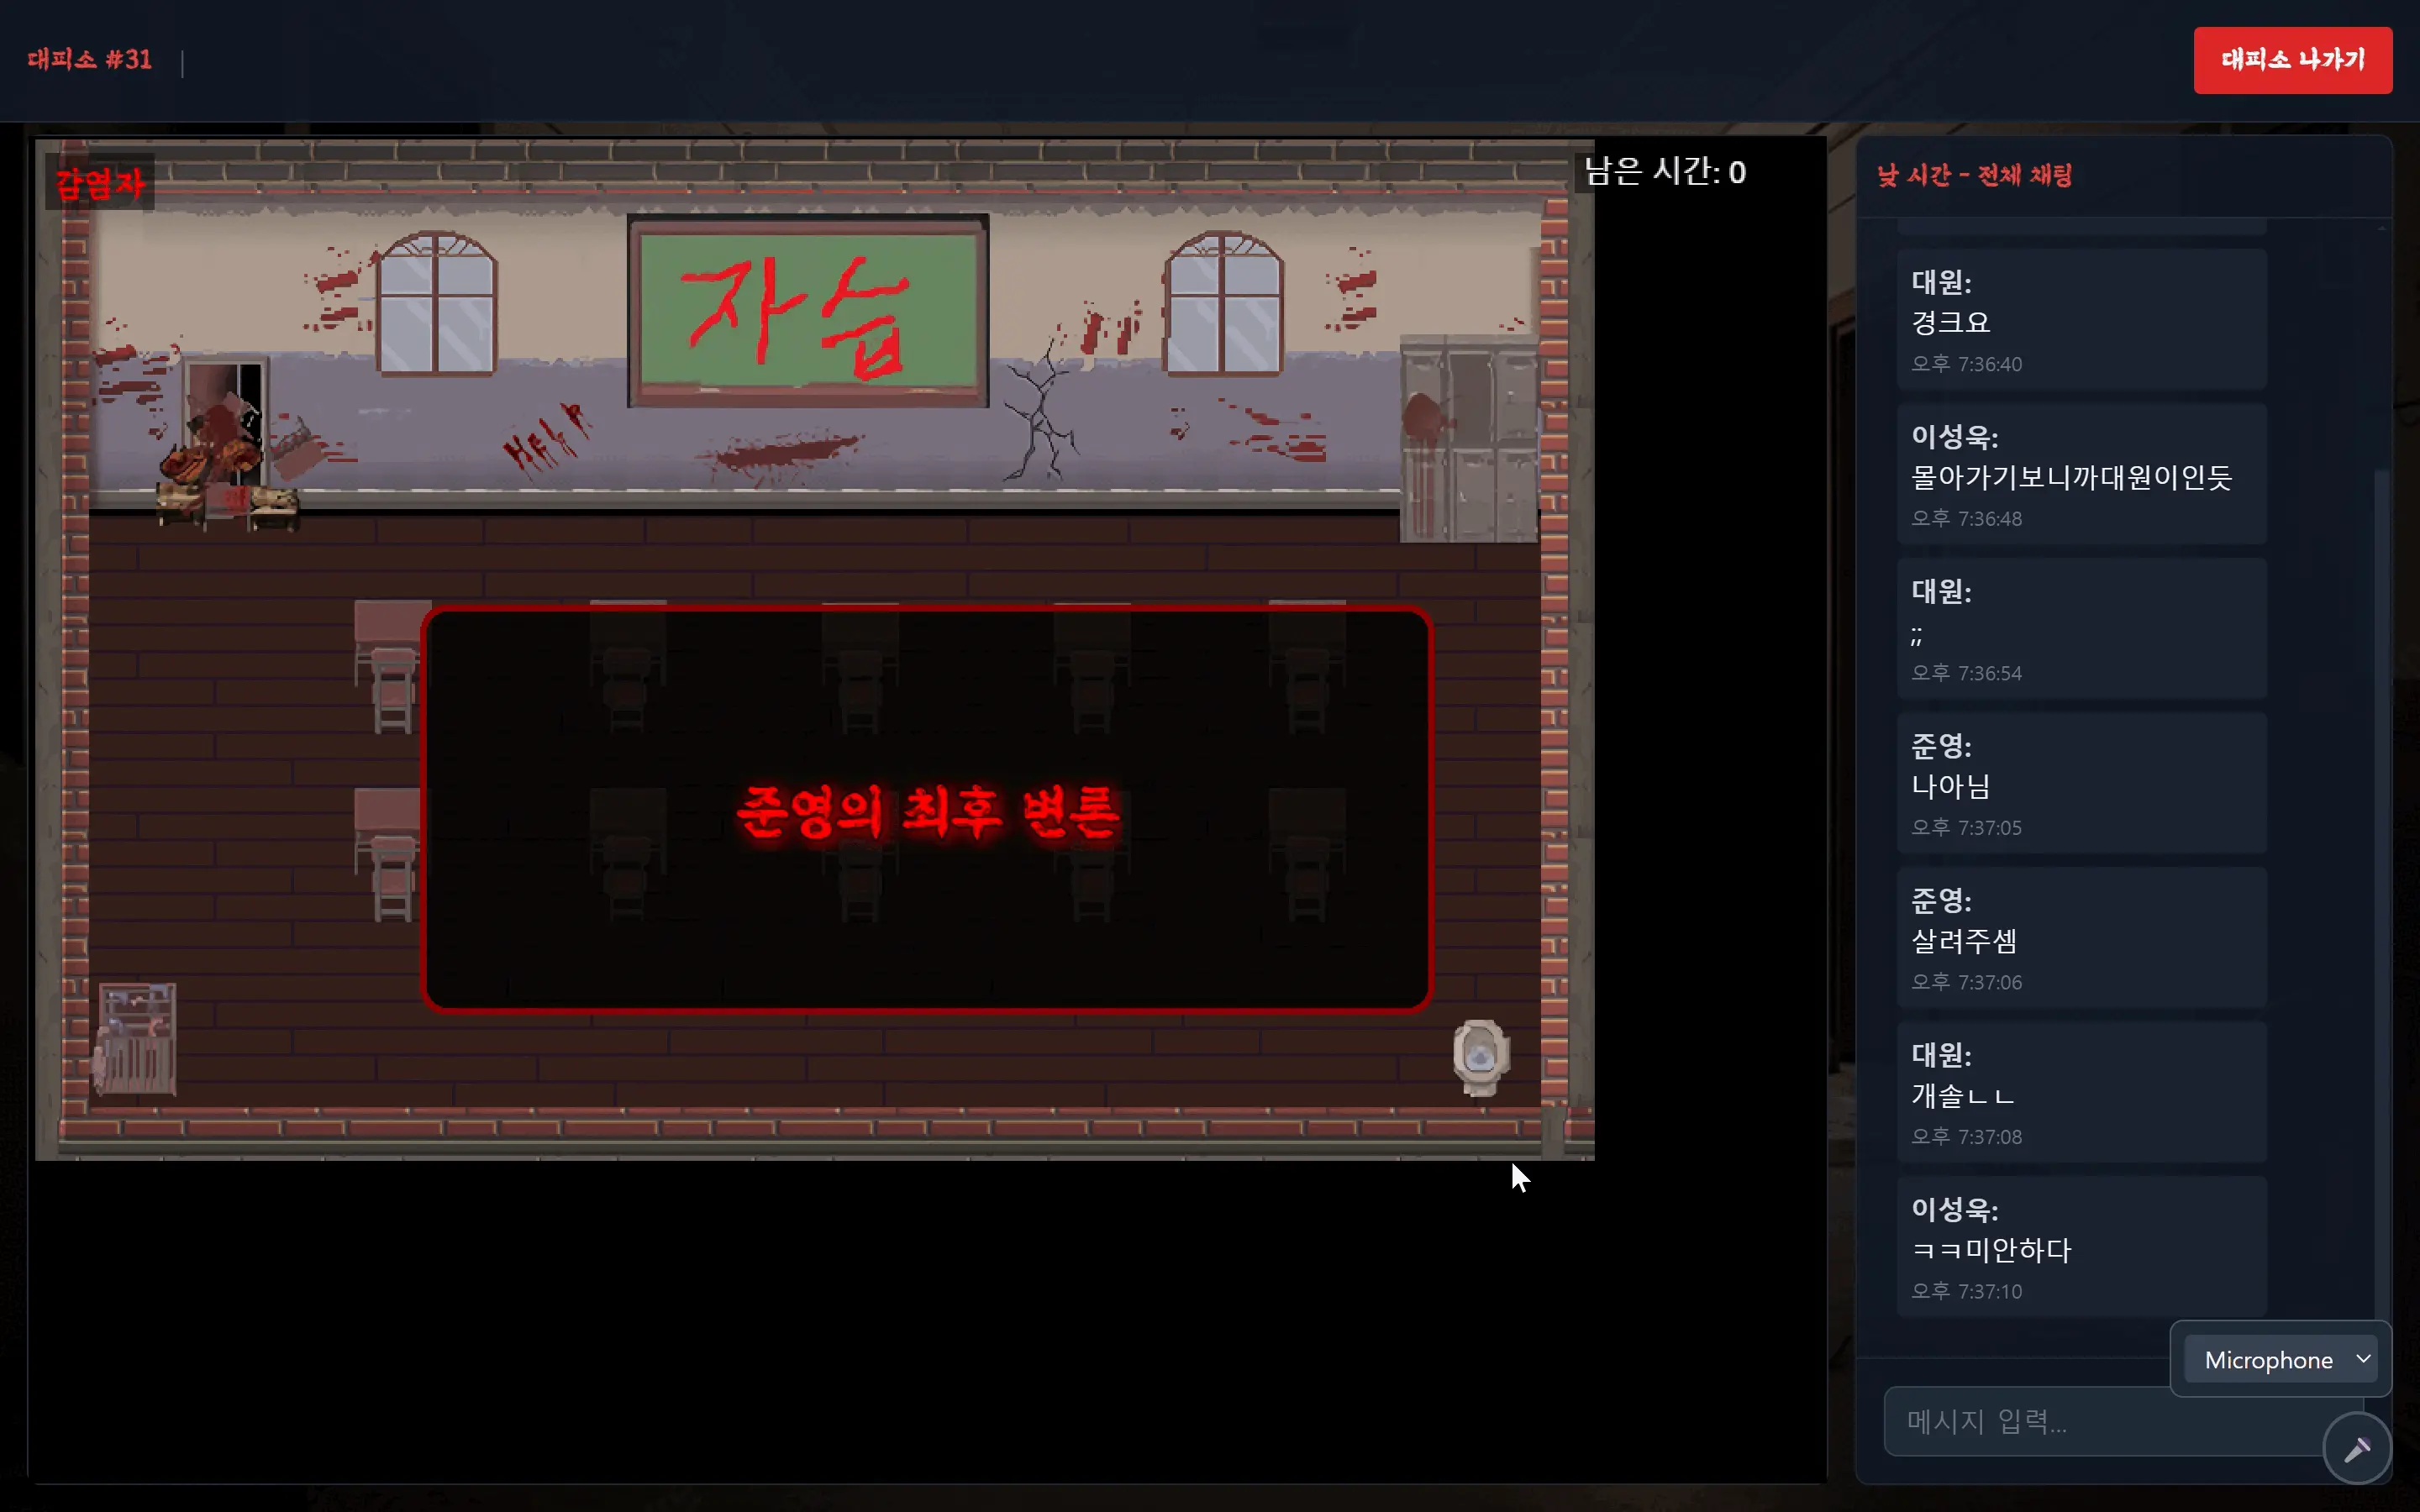 대피소 #31
대피소 나가기
감염자
남은 시간: 0
자습
HELP
준영의 최후 변론
낮 시간 - 전체 채팅
대원:
경크요
오후 7:36:40
이성욱:
몰아가기보니까대원이인듯
오후 7:36:48
대원:
;;
오후 7:36:54
준영:
나아님
오후 7:37:05
준영:
살려주셈
오후 7:37:06
대원:
개솔ㄴㄴ
오후 7:37:08
이성욱:
ㅋㅋ미안하다
오후 7:37:10
Microphone
메시지 입력...